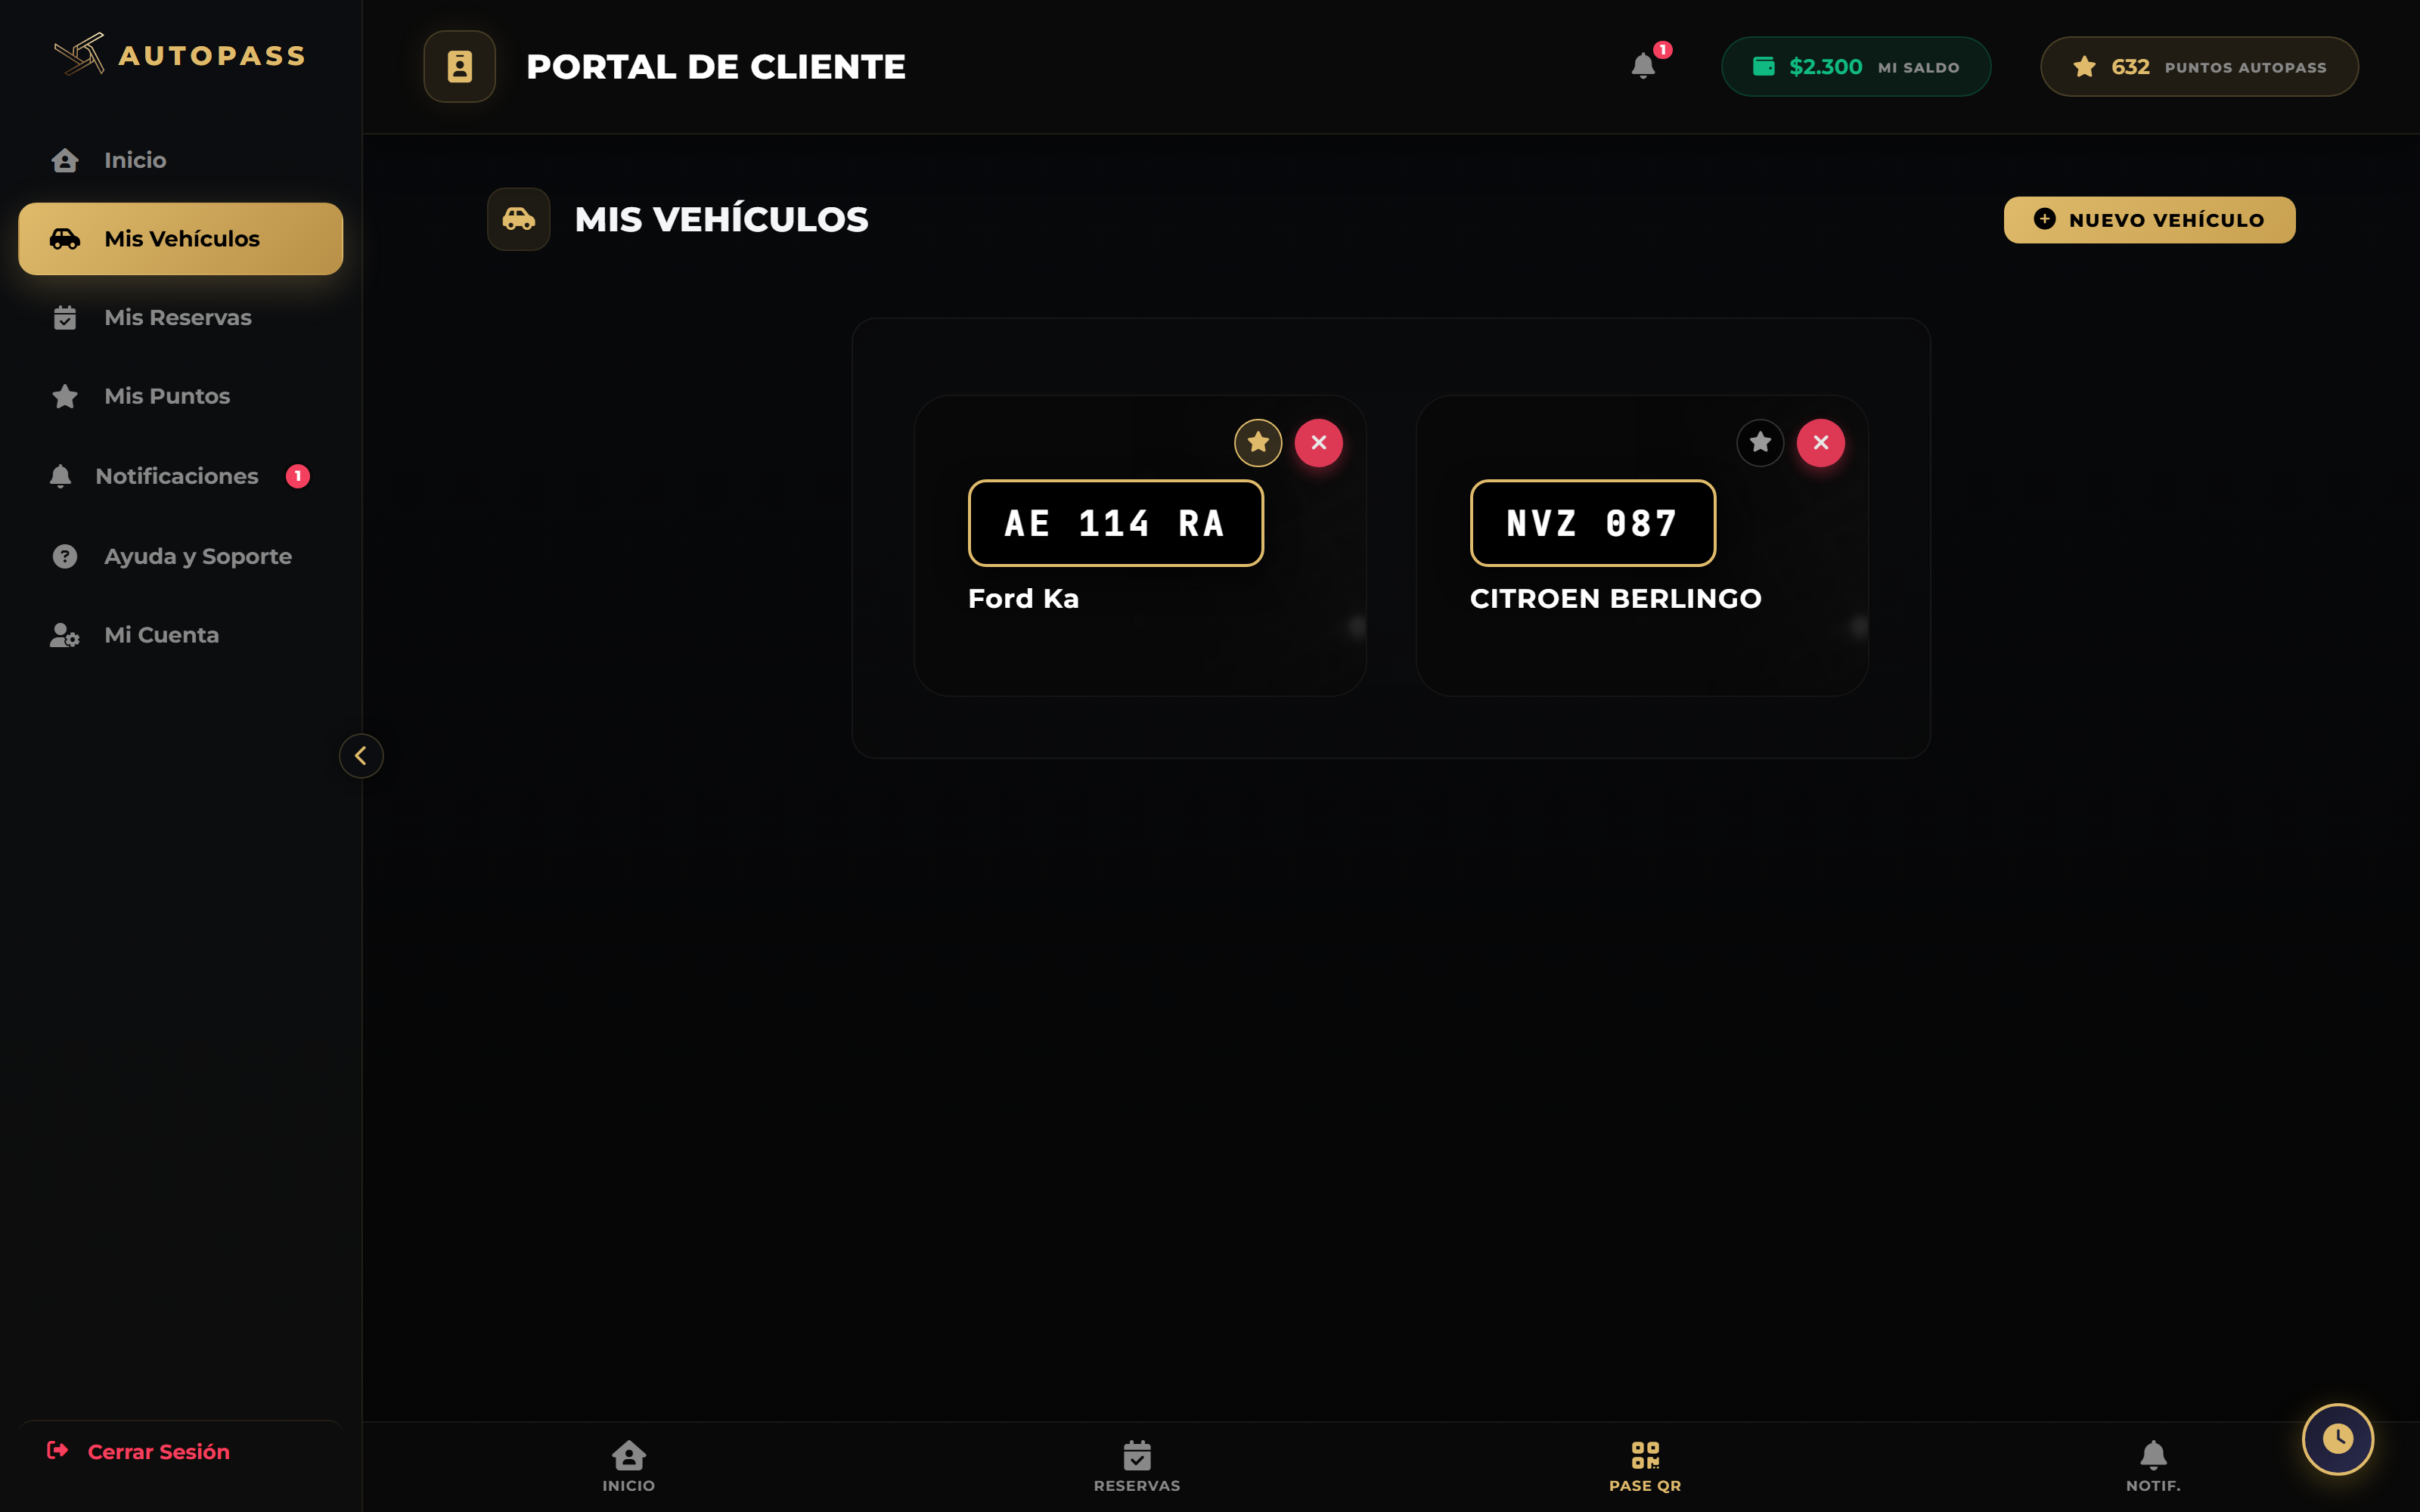 AUTOPASS
Inicio
Mis Vehículos
Mis Reservas
Mis Puntos
Notificaciones 1
Ayuda y Soporte
Mi Cuenta
Cerrar Sesión
PORTAL DE CLIENTE
1
$2.300 MI SALDO
632 PUNTOS AUTOPASS
MIS VEHÍCULOS
NUEVO VEHÍCULO
AE 114 RA
Ford Ka
NVZ 087
CITROEN BERLINGO
INICIO
RESERVAS
PASE QR
NOTIF.